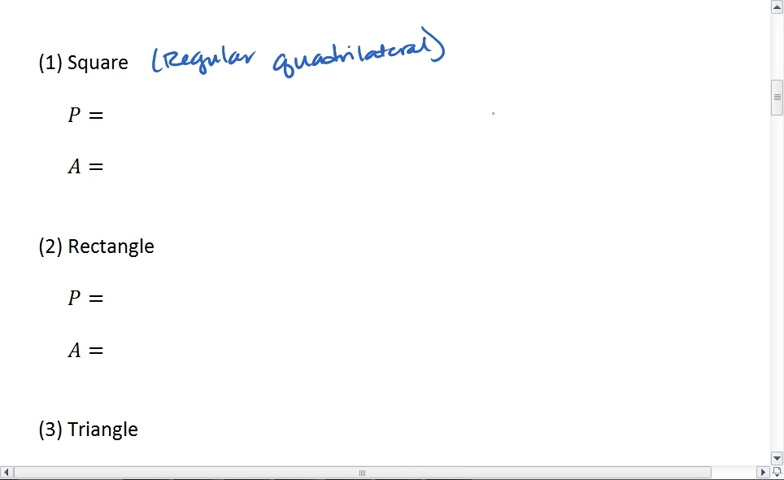 (1) Square (Regular quadrilateral)
P =
A =
(2) Rectangle
P =
A =
(3) Triangle